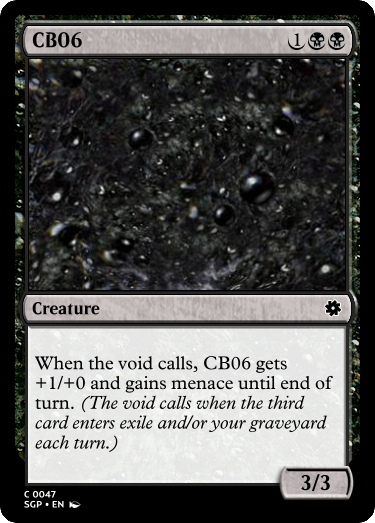 CB06 1
Creature
When the void calls, CB06 gets
+1/+0 and gains menace until end of
turn. (The void calls when the third
card enters exile and/or your graveyard
each turn.)
3/3
C 0047
SGP • EN